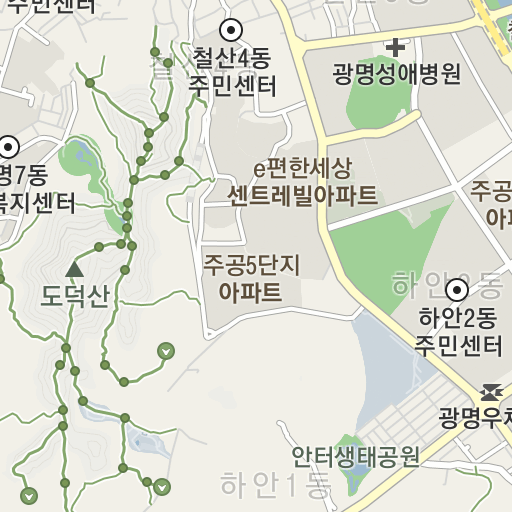 주민센터
철산4동
주민센터
광명성애병원
명7동
복지센터
e편한세상
센트레빌아파트
주공
아파
주공5단지
아파트
도덕산
하안2동
하안2동
주민센터
광명우체
안터생태공원
하안1동